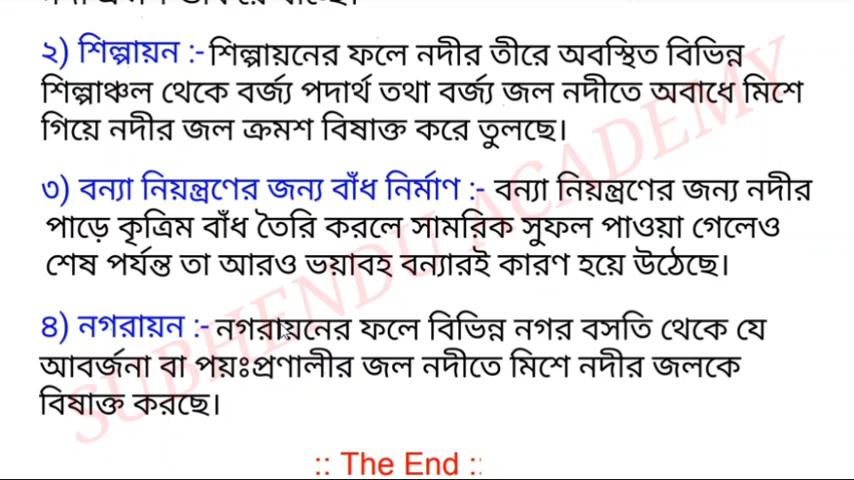 ২) শিল্পায়ন :- শিল্পায়নের ফলে নদীর তীরে অবস্থিত বিভিন্ন
শিল্পাঞ্চল থেকে বর্জ্য পদার্থ তথা বর্জ্য জল নদীতে অবাধে মিশে
গিয়ে নদীর জল ক্রমশ বিষাক্ত করে তুলছে।
৩) বন্যা নিয়ন্ত্রণের জন্য বাঁধ নির্মাণ :- বন্যা নিয়ন্ত্রণের জন্য নদীর
পাড়ে কৃত্রিম বাঁধ তৈরি করলে সামরিক সুফল পাওয়া গেলেও
শেষ পর্যন্ত তা আরও ভয়াবহ বন্যারই কারণ হয়ে উঠেছে।
৪) নগরায়ন :- নগরায়নের ফলে বিভিন্ন নগর বসতি থেকে যে
আবর্জনা বা পয়ঃপ্রণালীর জল নদীতে মিশে নদীর জলকে
বিষাক্ত করছে।
:: The End ::
SUBHENDU ACADEMY